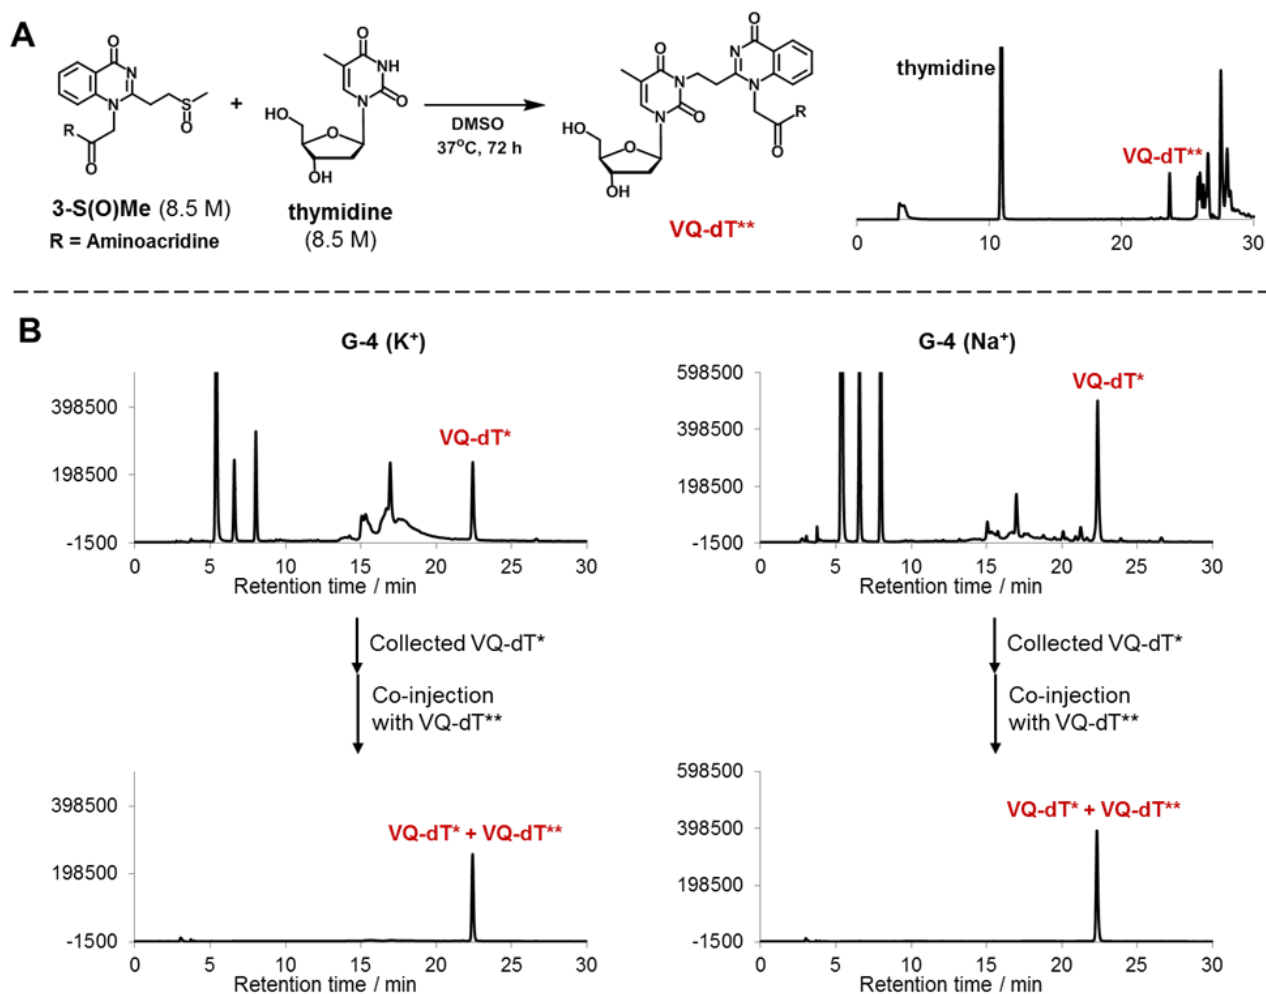 A
O
N
N
S
O
R
O
3-S(O)Me (8.5 M)
R = Aminoacridine
+
O
NH
N
O
HO
O
OH
thymidine
(8.5 M)
DMSO
37°C, 72 h
O
N
O
N
N
N
O
HO
O
OH
R
O
VQ-dT**
thymidine
VQ-dT**
0 10 20 30
B
G-4 (K⁺)
398500
198500
-1500
VQ-dT*
0 5 10 15 20 25 30
Retention time / min
G-4 (Na⁺)
598500
398500
198500
-1500
VQ-dT*
0 5 10 15 20 25 30
Retention time / min
Collected VQ-dT*
Co-injection
with VQ-dT**
Collected VQ-dT*
Co-injection
with VQ-dT**
398500
198500
-1500
VQ-dT* + VQ-dT**
0 5 10 15 20 25 30
Retention time / min
598500
398500
198500
-1500
VQ-dT* + VQ-dT**
0 5 10 15 20 25 30
Retention time / min